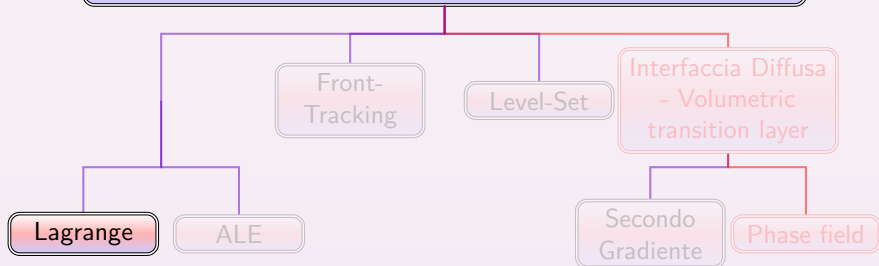 Front-
Tracking
Level-Set
Interfaccia Diffusa
- Volumetric
transition layer
Lagrange
ALE
Secondo
Gradiente
Phase field